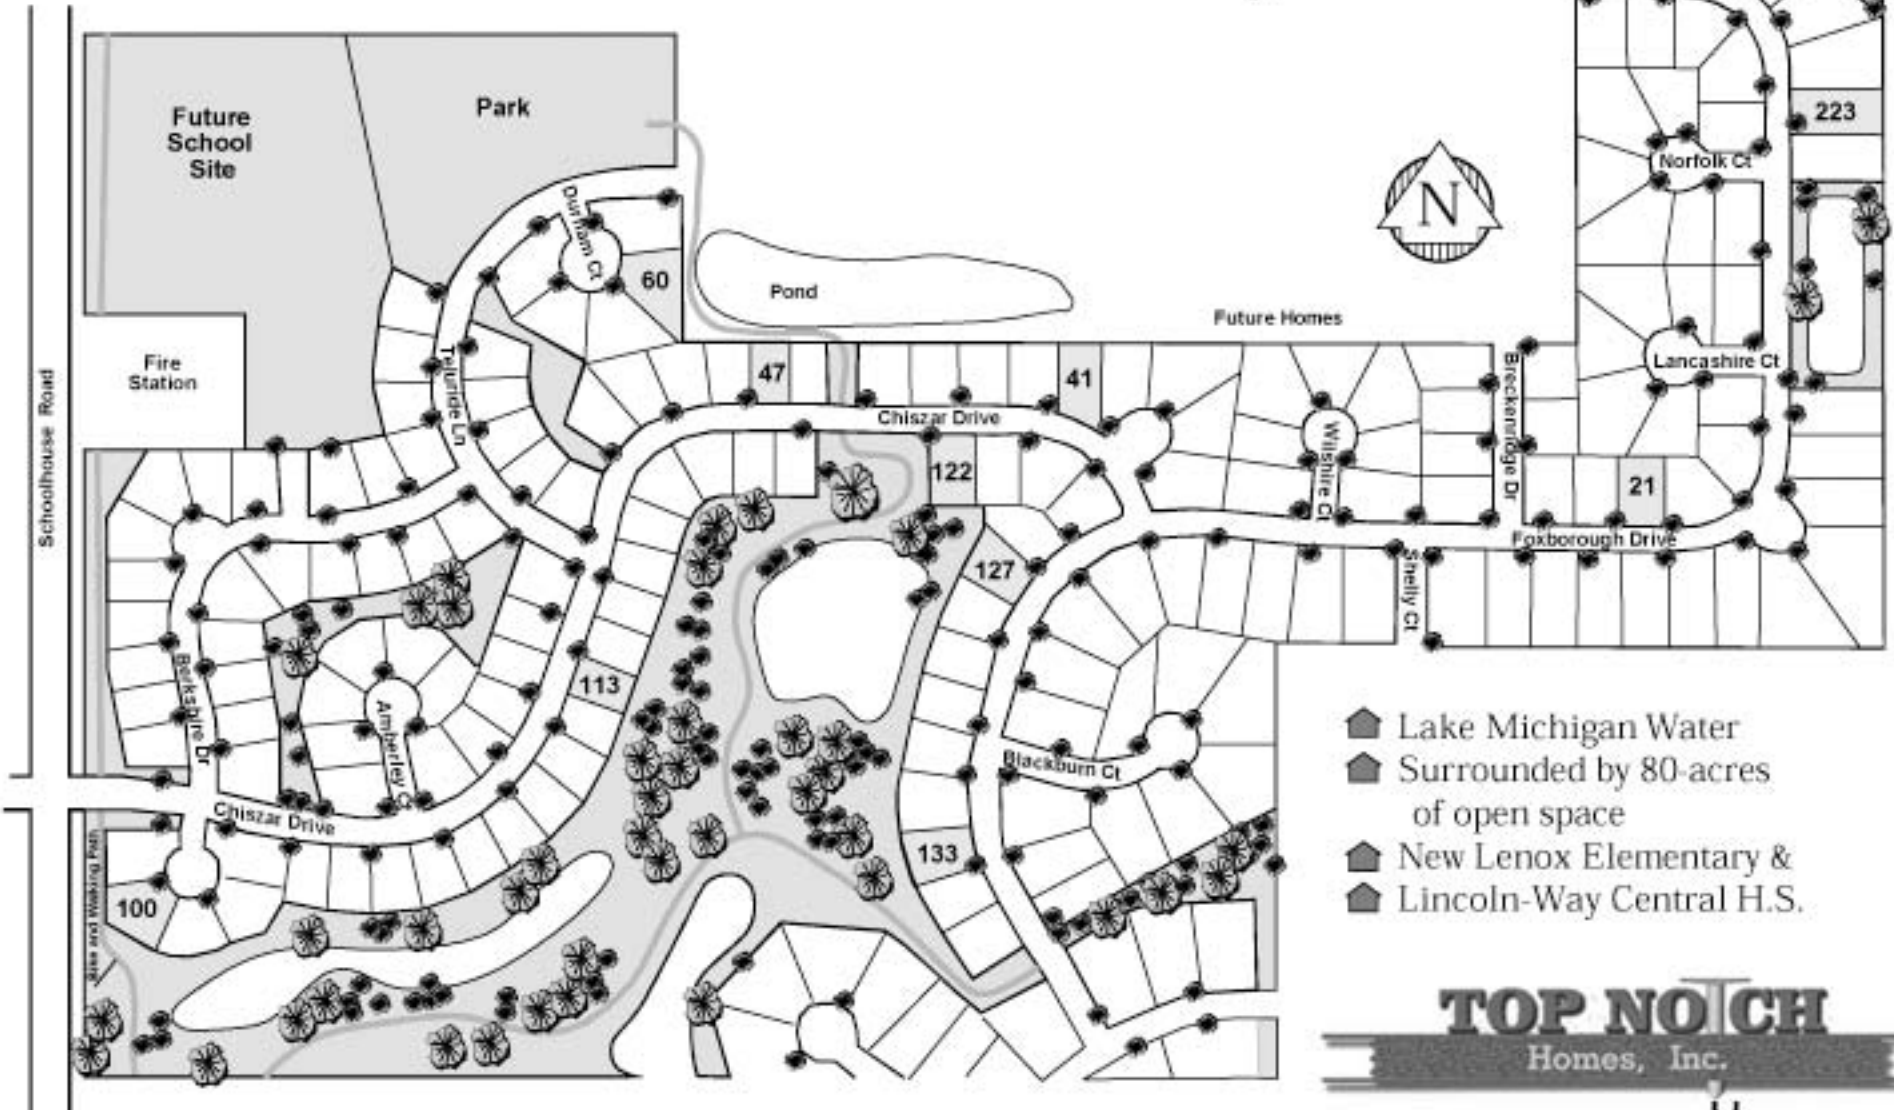 Future
School
Site
Park
223
Norfolk Ct
Durham Ct
N
60
Pond
Future Homes
Fire
Station
Telluride Ln
47
41
Breckenridge Dr
Lancashire Ct
Schoolhouse Road
Chiszar Drive
Wilshire Ct
122
21
Foxborough Drive
127
Shelly Ct
113
Berkshire Dr
Amberley Ct
Blackburn Ct
Chiszar Drive
133
100
Bike and Walking Path
Lake Michigan Water
Surrounded by 80-acres
of open space
New Lenox Elementary &
Lincoln-Way Central H.S.
TOP NOTCH
Homes, Inc.